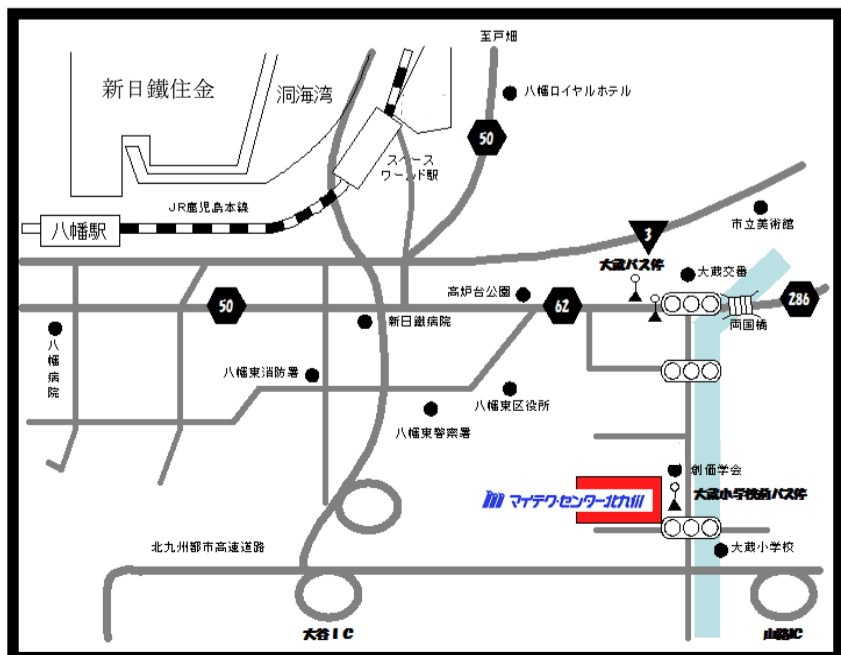 至戸畑
新日鐵住金
洞海湾
八幡ロイヤルホテル
50
スペース
ワールド駅
JR鹿児島本線
八幡駅
市立美術館
3
大蔵バス停
大蔵交番
高炉台公園
50
62
286
両国橋
新日鐵病院
八幡病院
八幡東消防署
八幡東区役所
八幡東警察署
創価学会
マイテク・センター北九州
大蔵小学校前バス停
北九州都市高速道路
大蔵小学校
大谷IC
山路IC